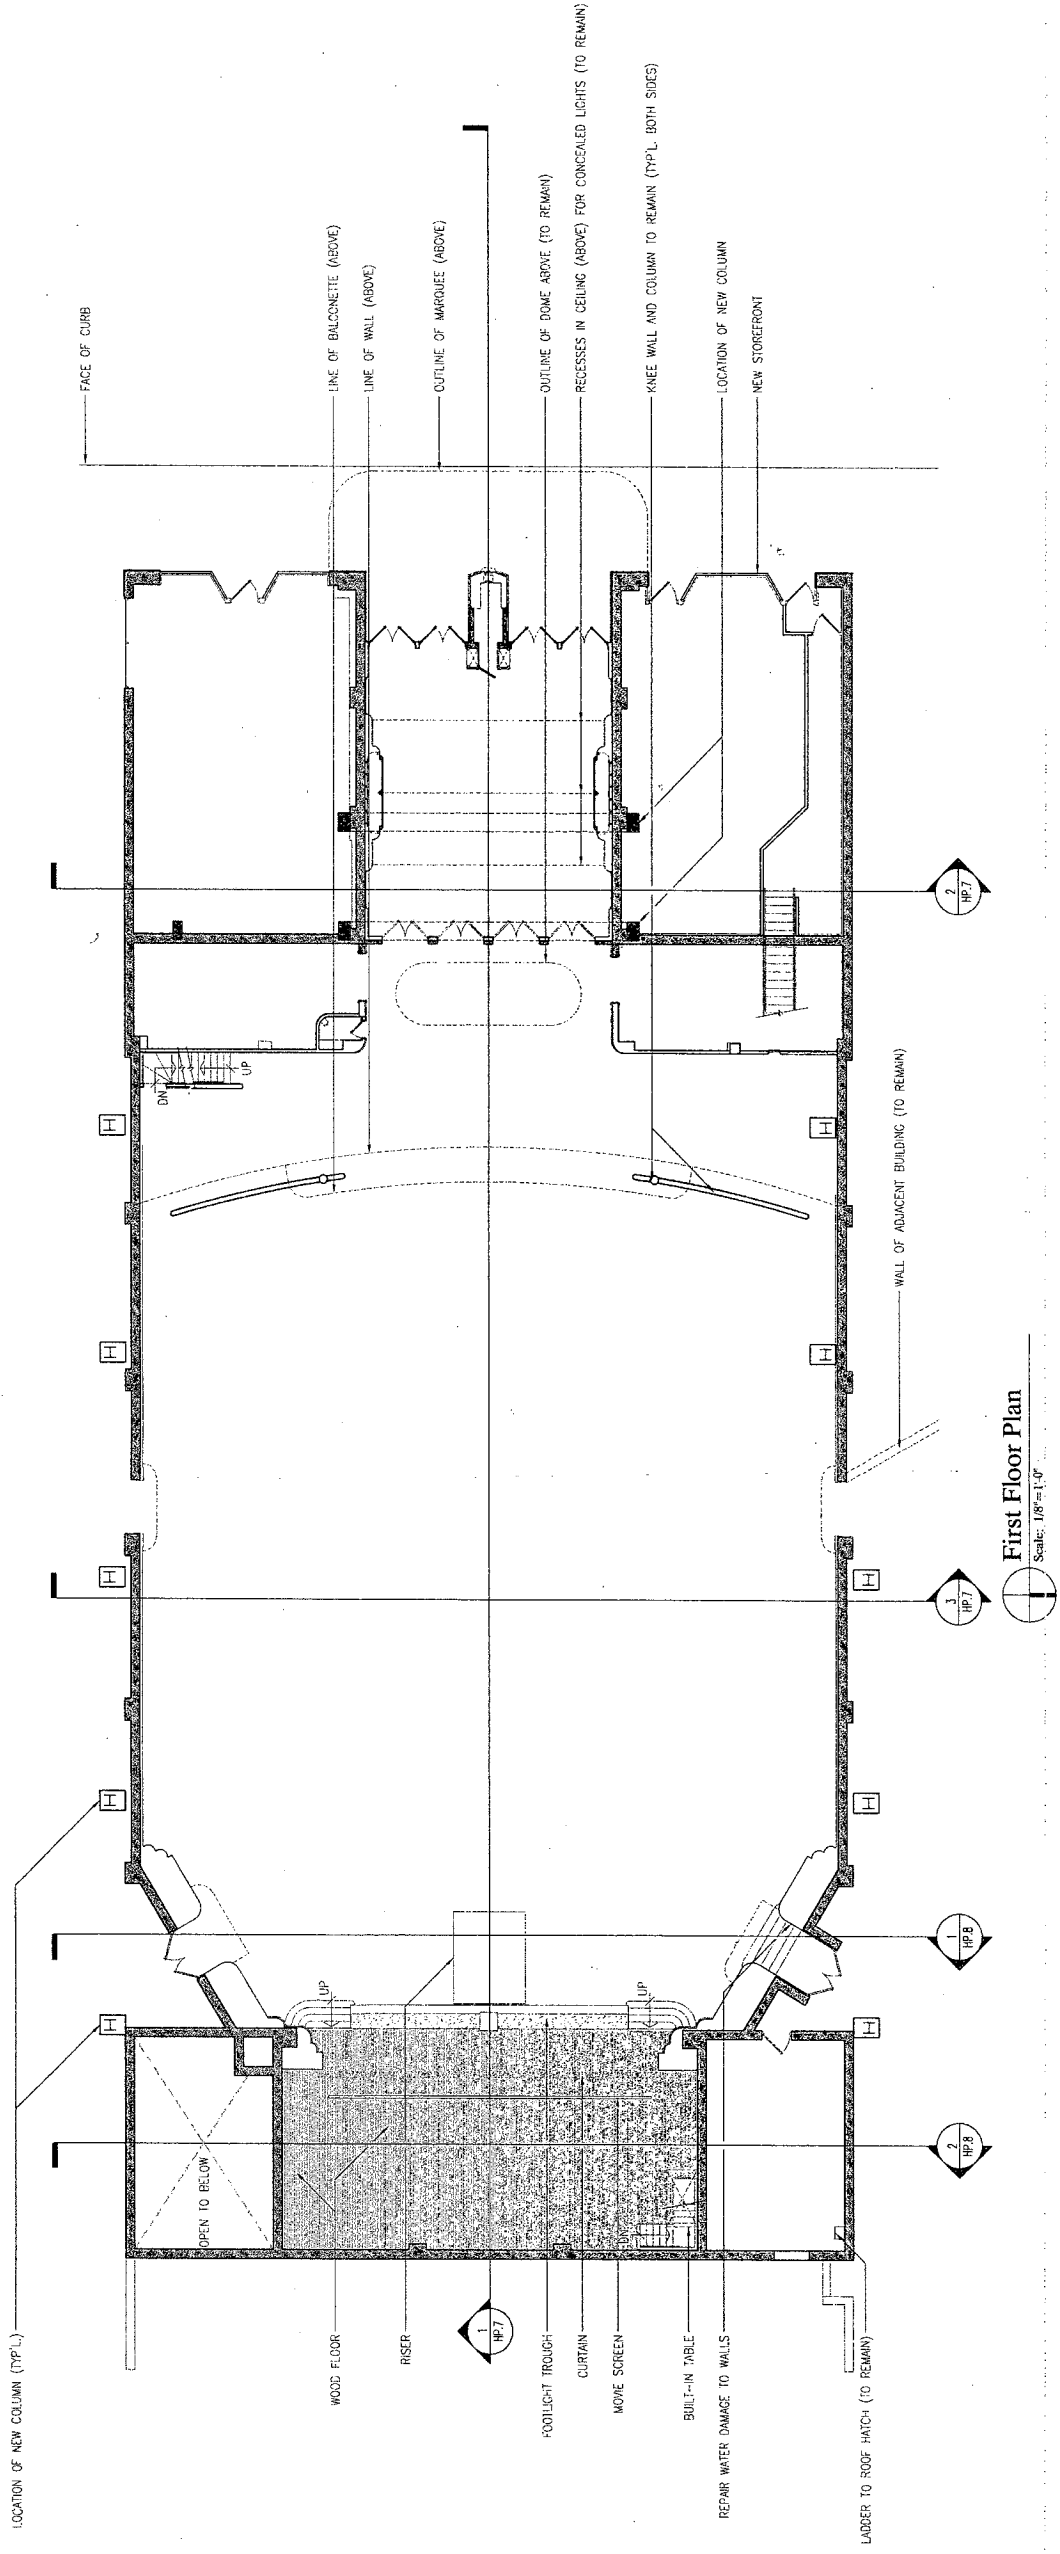 FACE OF CURB
LINE OF BALCONETTE (ABOVE)
LINE OF WALL (ABOVE)
OUTLINE OF MARQUEE (ABOVE)
OUTLINE OF DOME ABOVE (TO REMAIN)
RECESSES IN CEILING (ABOVE) FOR CONCEALED LIGHTS (TO REMAIN)
KNEE WALL AND COLUMN TO REMAIN (TYP'L. BOTH SIDES)
LOCATION OF NEW COLUMN
NEW STOREFRONT
2
HP.7
UP
DN
H
H
H
H
WALL OF ADJACENT BUILDING (TO REMAIN)
H
H
3
HP.7
H
H
1
HP.8
UP
UP
H
H
OPEN TO BELOW
DN
2
HP.8
1
HP.7
LOCATION OF NEW COLUMN (TYP'L.)
WOOD FLOOR
RISER
FOOTLIGHT TROUGH
CURTAIN
MOVIE SCREEN
BUILT-IN TABLE
REPAIR WATER DAMAGE TO WALLS
LADDER TO ROOF HATCH (TO REMAIN)
First Floor Plan
Scale: 1/8"=1'-0"